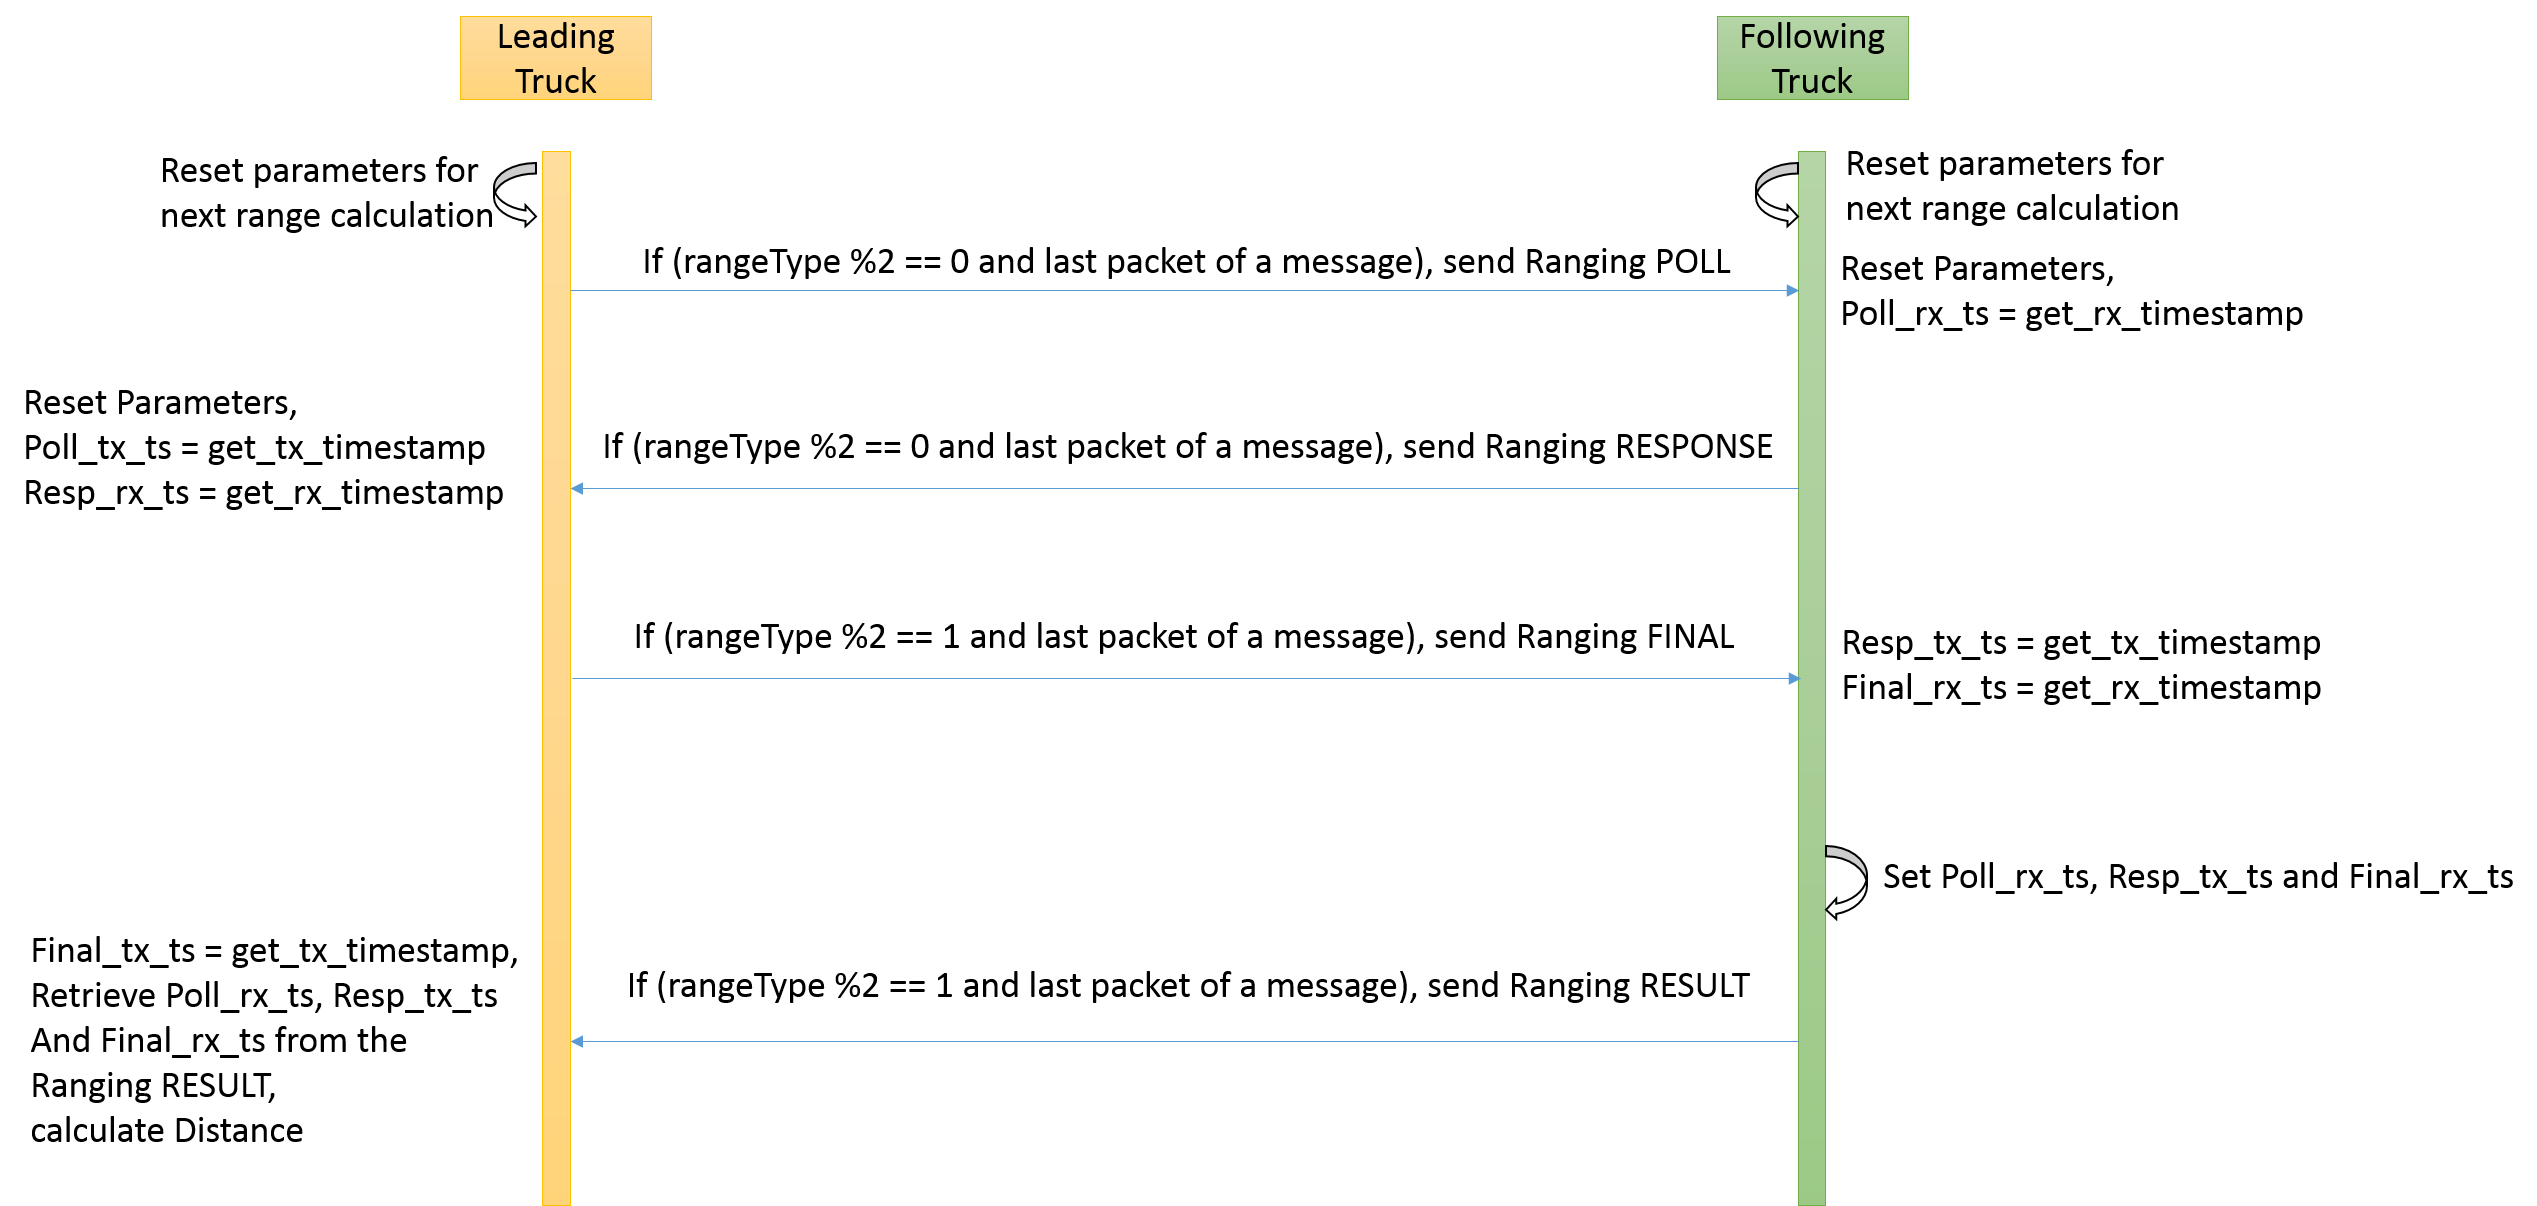 Leading
Truck
Following
Truck
Reset parameters for
next range calculation
Reset parameters for
next range calculation
If (rangeType %2 == 0 and last packet of a message), send Ranging POLL
Reset Parameters,
Poll_rx_ts = get_rx_timestamp
Reset Parameters,
Poll_tx_ts = get_tx_timestamp
Resp_rx_ts = get_rx_timestamp
If (rangeType %2 == 0 and last packet of a message), send Ranging RESPONSE
If (rangeType %2 == 1 and last packet of a message), send Ranging FINAL
Resp_tx_ts = get_tx_timestamp
Final_rx_ts = get_rx_timestamp
Set Poll_rx_ts, Resp_tx_ts and Final_rx_ts
Final_tx_ts = get_tx_timestamp,
Retrieve Poll_rx_ts, Resp_tx_ts
And Final_rx_ts from the
Ranging RESULT,
calculate Distance
If (rangeType %2 == 1 and last packet of a message), send Ranging RESULT